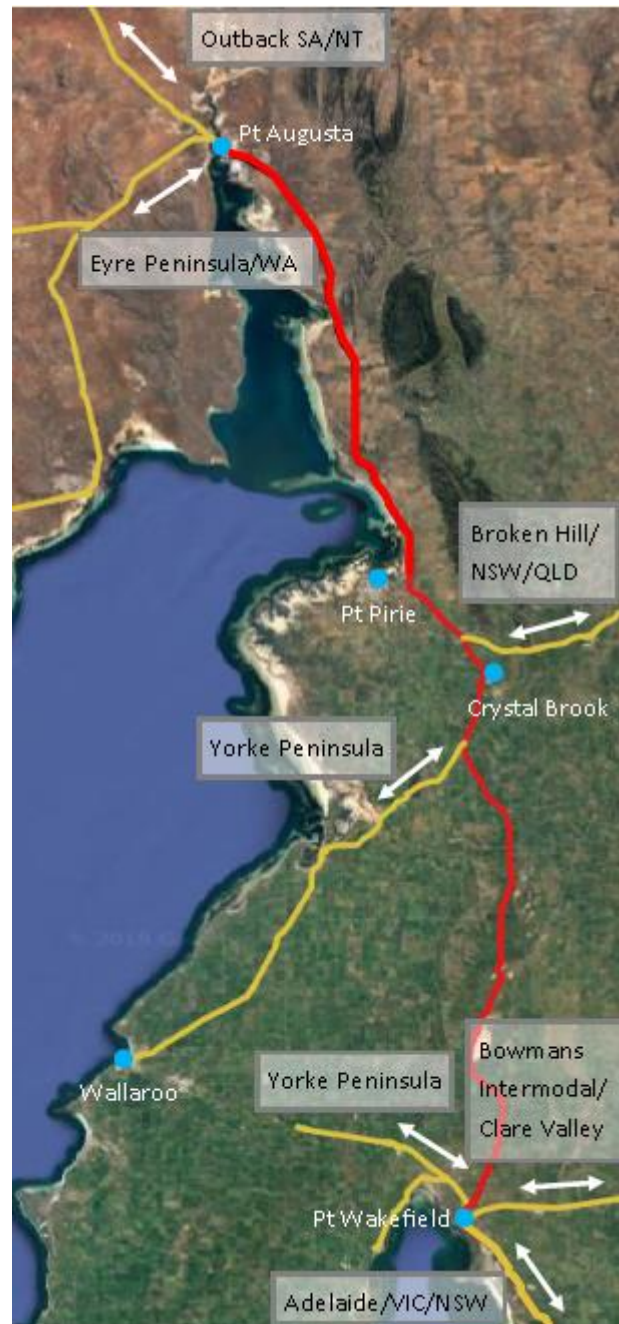 Outback SA/NT
Pt Augusta
Eyre Peninsula/WA
Broken Hill/
NSW/QLD
Pt Pirie
Crystal Brook
Yorke Peninsula
Bowmans
Intermodal/
Clare Valley
Yorke Peninsula
Wallaroo
Pt Wakefield
Adelaide/VIC/NSW